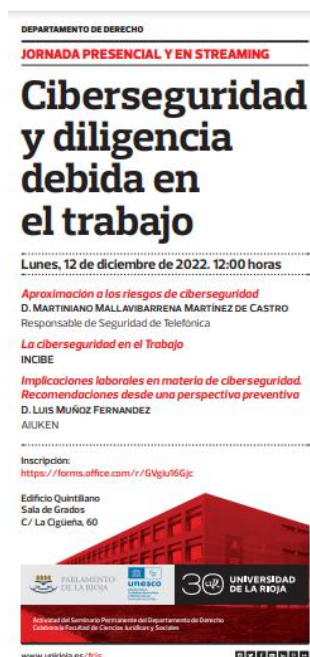 DEPARTAMENTO DE DERECHO
JORNADA PRESENCIAL Y EN STREAMING
Ciberseguridad
y diligencia
debida en
el trabajo
Lunes, 12 de diciembre de 2022. 12:00 horas
Aproximación a los riesgos de ciberseguridad
D. MARTINIANO MALLAVIBARRENA MARTÍNEZ DE CASTRO
Responsable de Seguridad de Telefónica
La ciberseguridad en el Trabajo
INCIBE
Implicaciones laborales en materia de ciberseguridad.
Recomendaciones desde una perspectiva preventiva
D. LUIS MUÑOZ FERNANDEZ
AIUKEN
Inscripción:
https://forms.office.com/r/GVgiu16Gjc
Edificio Quintiliano
Sala de Grados
C/ La Cigüeña, 60
PARLAMENTO
DE LA RIOJA
unesco
30
UR
UNIVERSIDAD
DE LA RIOJA
Actividad del Seminario Permanente del Departamento de Derecho
Colabora la Facultad de Ciencias Jurídicas y Sociales
www.unirioja.es/fcjs